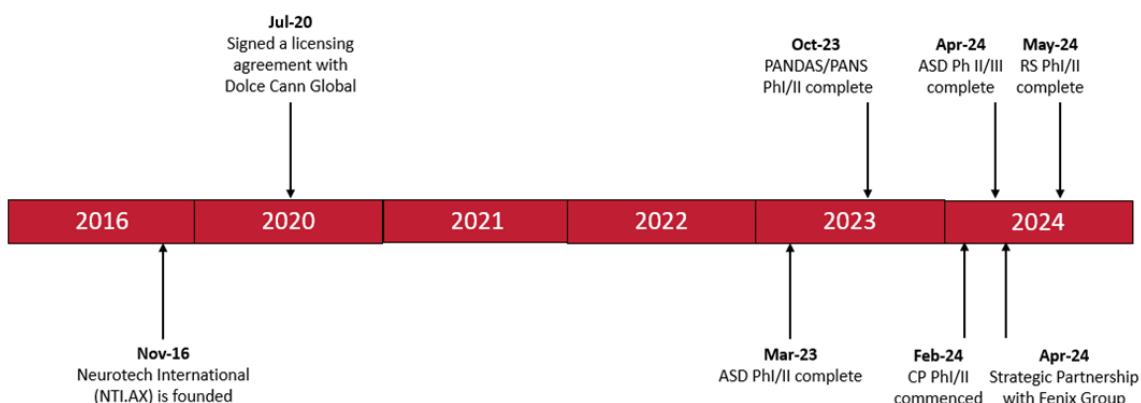 Jul-20
Signed a licensing
agreement with
Dolce Cann Global
Oct-23
PANDAS/PANS
PhI/II complete
Apr-24
ASD Ph II/III
complete
May-24
RS PhI/II
complete
2016
2020
2021
2022
2023
2024
Nov-16
Neurotech International
(NTI.AX) is founded
Mar-23
ASD PhI/II complete
Feb-24
CP PhI/II
commenced
Apr-24
Strategic Partnership
with Fenix Group